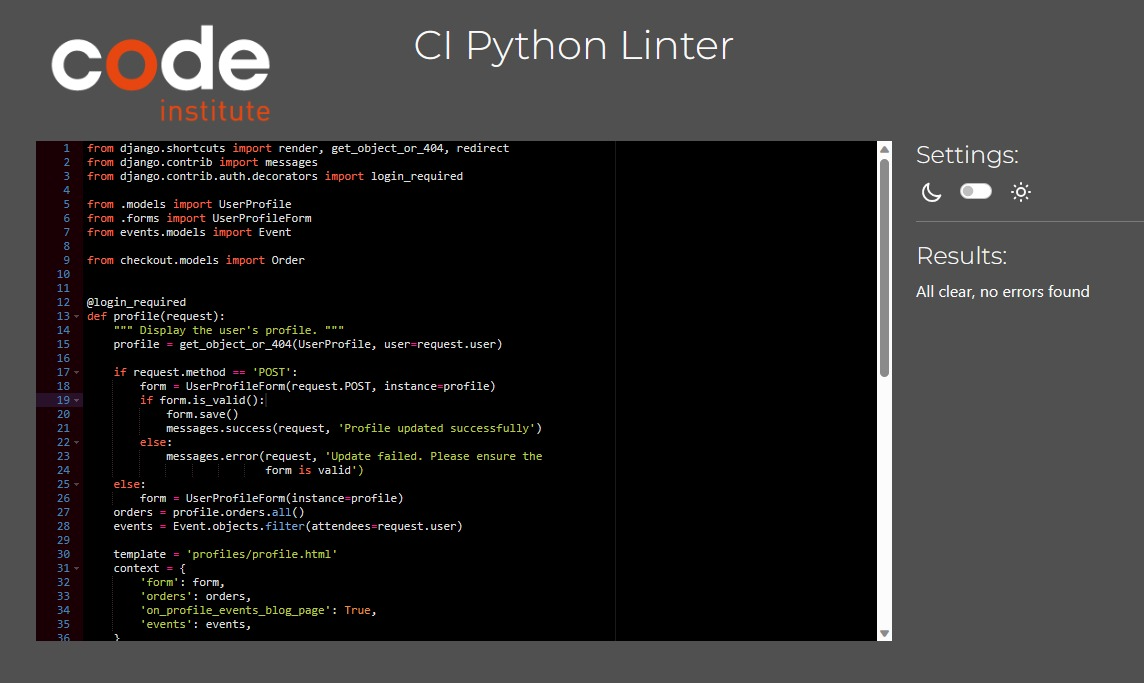 code
institute
CI Python Linter
1 from django.shortcuts import render, get_object_or_404, redirect
2 from django.contrib import messages
3 from django.contrib.auth.decorators import login_required
4
5 from .models import UserProfile
6 from .forms import UserProfileForm
7 from events.models import Event
8
9 from checkout.models import Order
10
11
12 @login_required
13 def profile(request):
14     """ Display the user's profile. """
15     profile = get_object_or_404(UserProfile, user=request.user)
16
17     if request.method == 'POST':
18         form = UserProfileForm(request.POST, instance=profile)
19         if form.is_valid():
20             form.save()
21             messages.success(request, 'Profile updated successfully')
22         else:
23             messages.error(request, 'Update failed. Please ensure the
24                            form is valid')
25     else:
26         form = UserProfileForm(instance=profile)
27     orders = profile.orders.all()
28     events = Event.objects.filter(attendees=request.user)
29
30     template = 'profiles/profile.html'
31     context = {
32         'form': form,
33         'orders': orders,
34         'on_profile_events_blog_page': True,
35         'events': events,
36     }
Settings:
Results:
All clear, no errors found